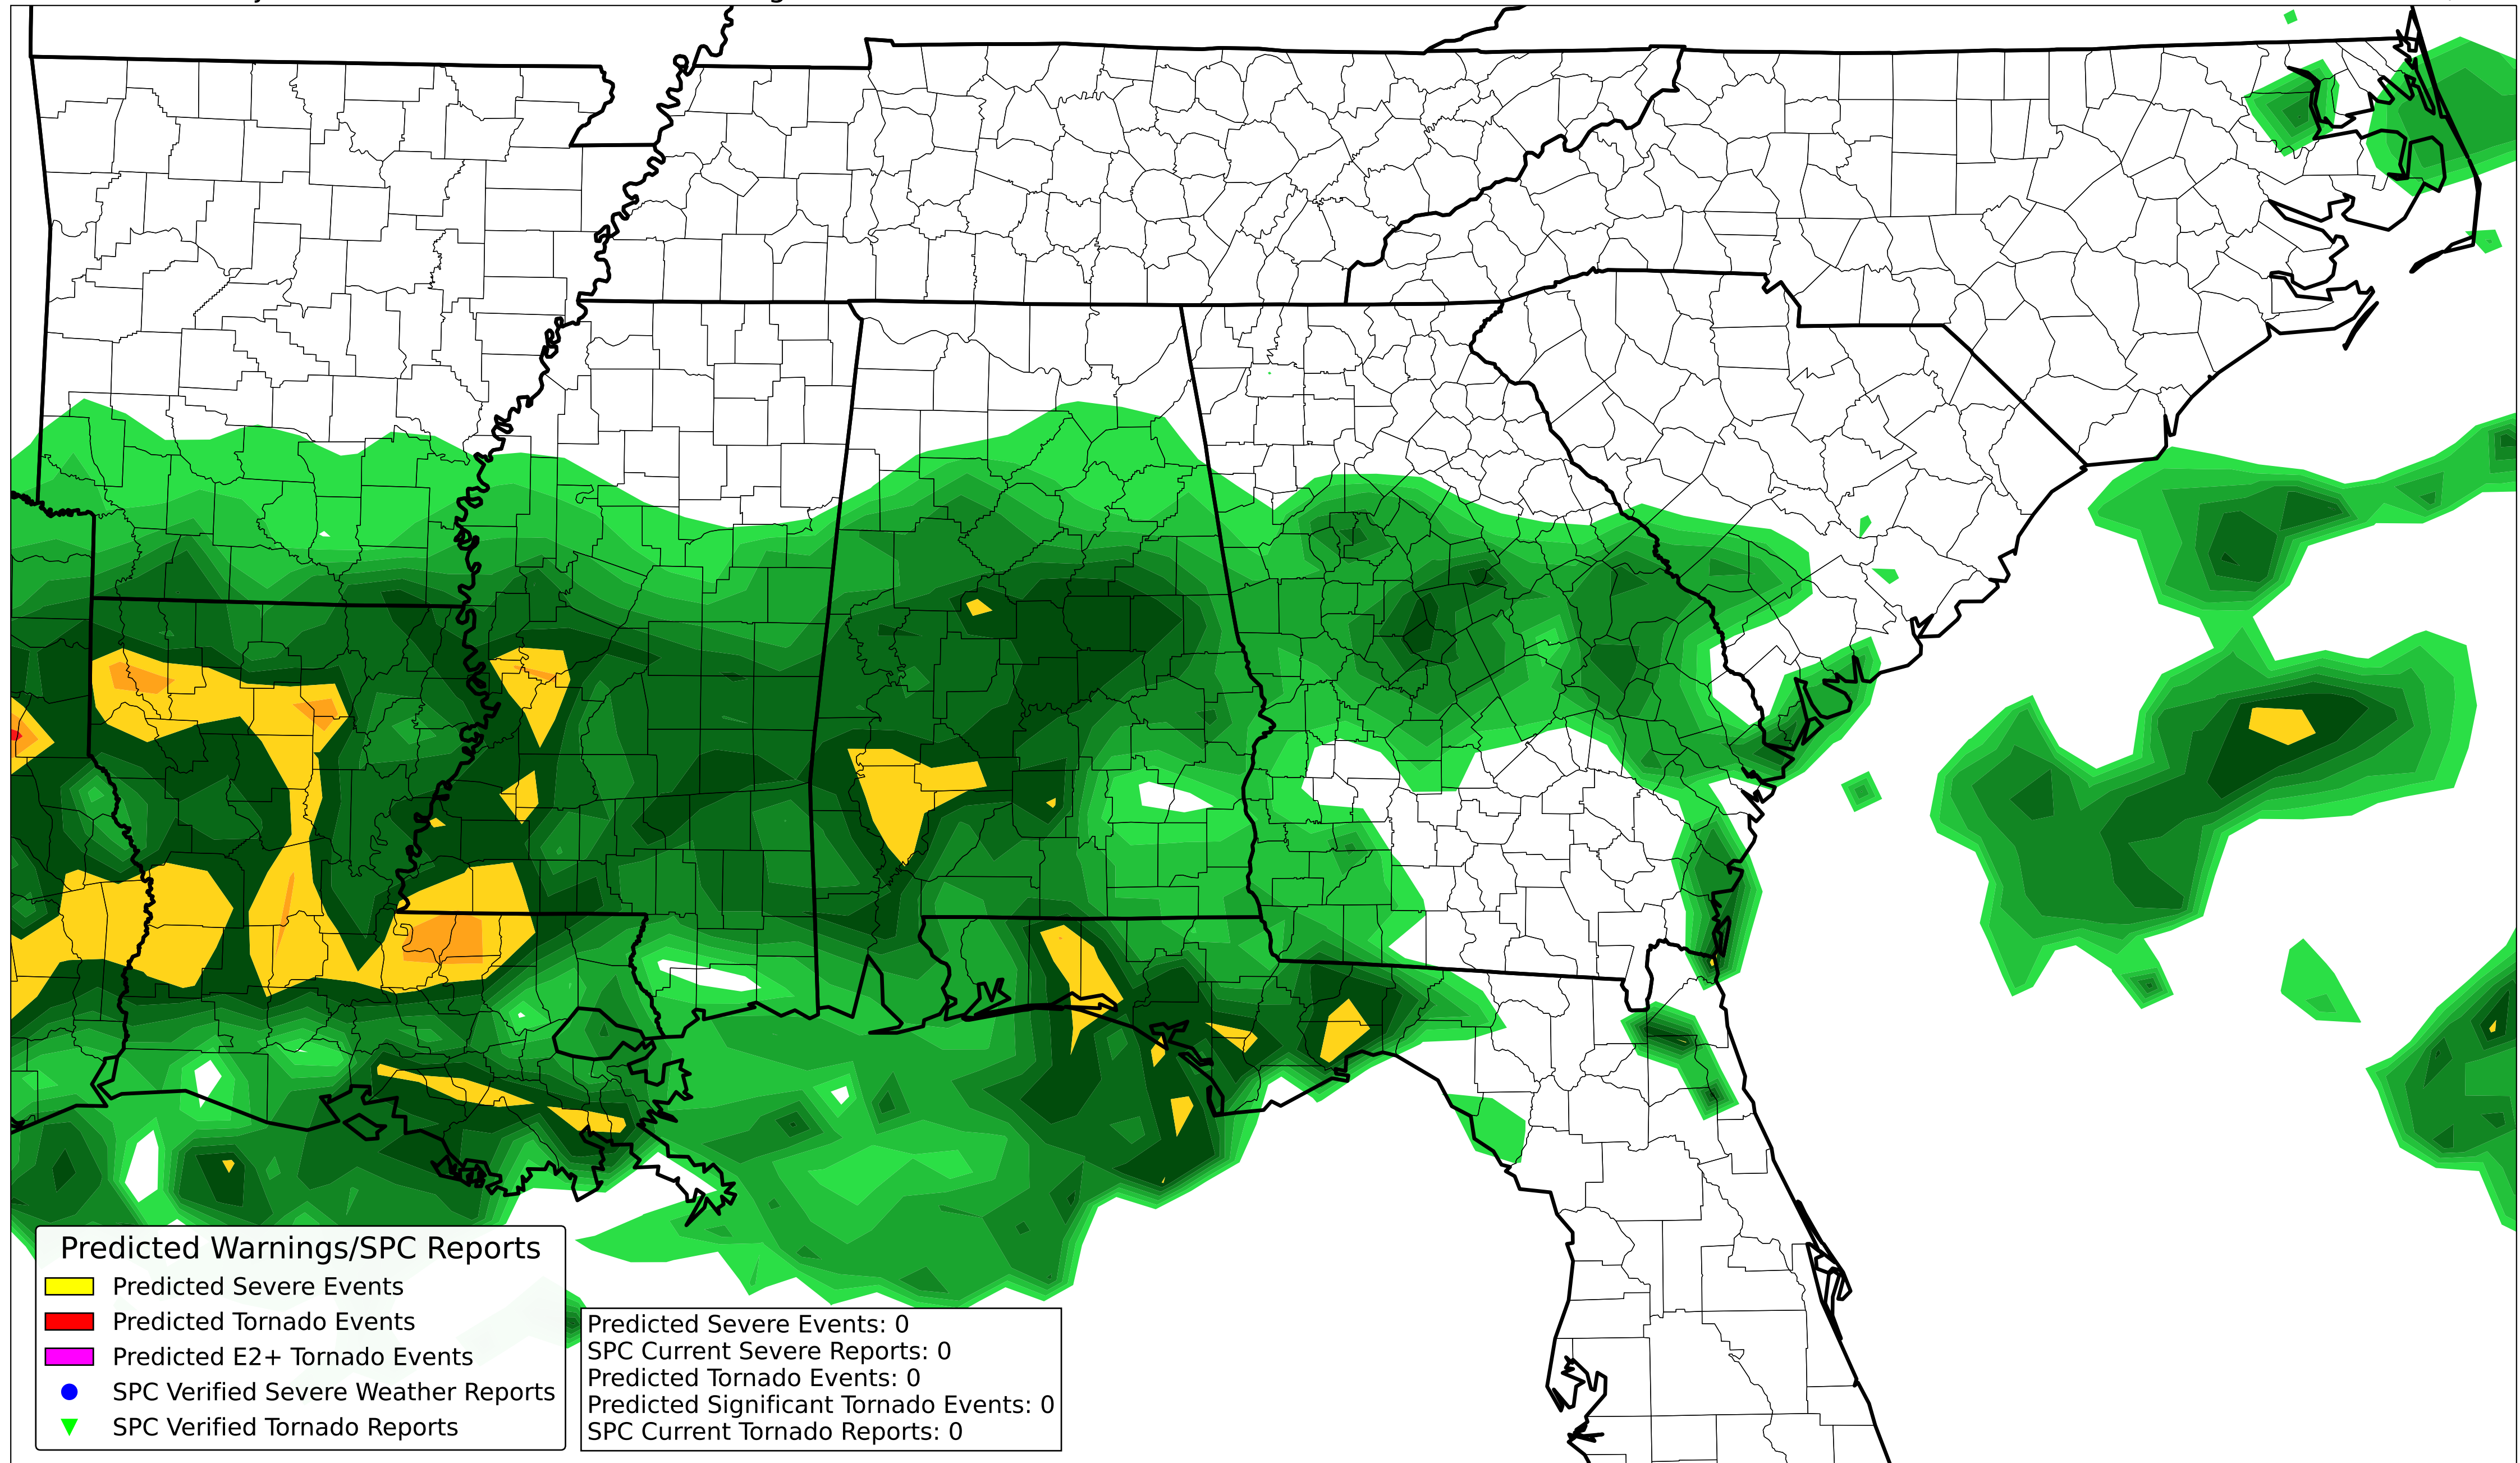 Predicted Warnings/SPC Reports
Predicted Severe Events
Predicted Tornado Events
Predicted E2+ Tornado Events
SPC Verified Severe Weather Reports
SPC Verified Tornado Reports
Predicted Severe Events: 0
SPC Current Severe Reports: 0
Predicted Tornado Events: 0
Predicted Significant Tornado Events: 0
SPC Current Tornado Reports: 0